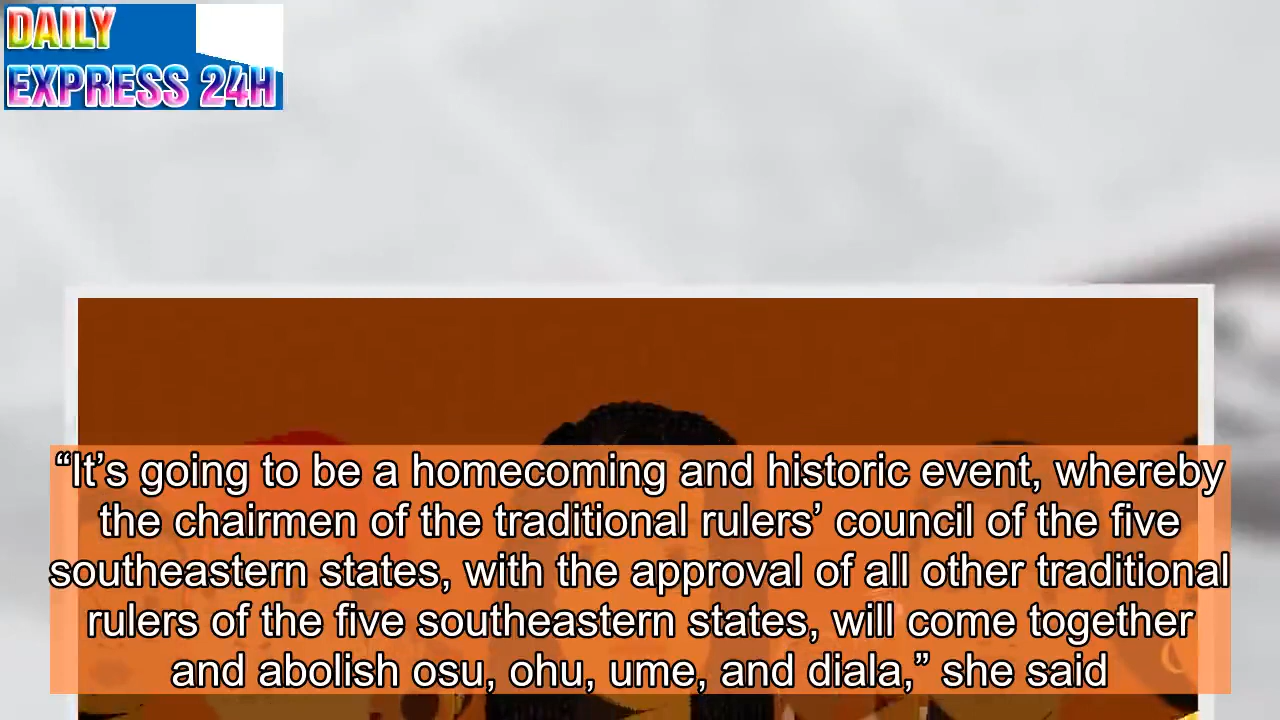 DAILY
EXPRESS 24H
“It’s going to be a homecoming and historic event, whereby
the chairmen of the traditional rulers’ council of the five
southeastern states, with the approval of all other traditional
rulers of the five southeastern states, will come together
and abolish osu, ohu, ume, and diala,” she said